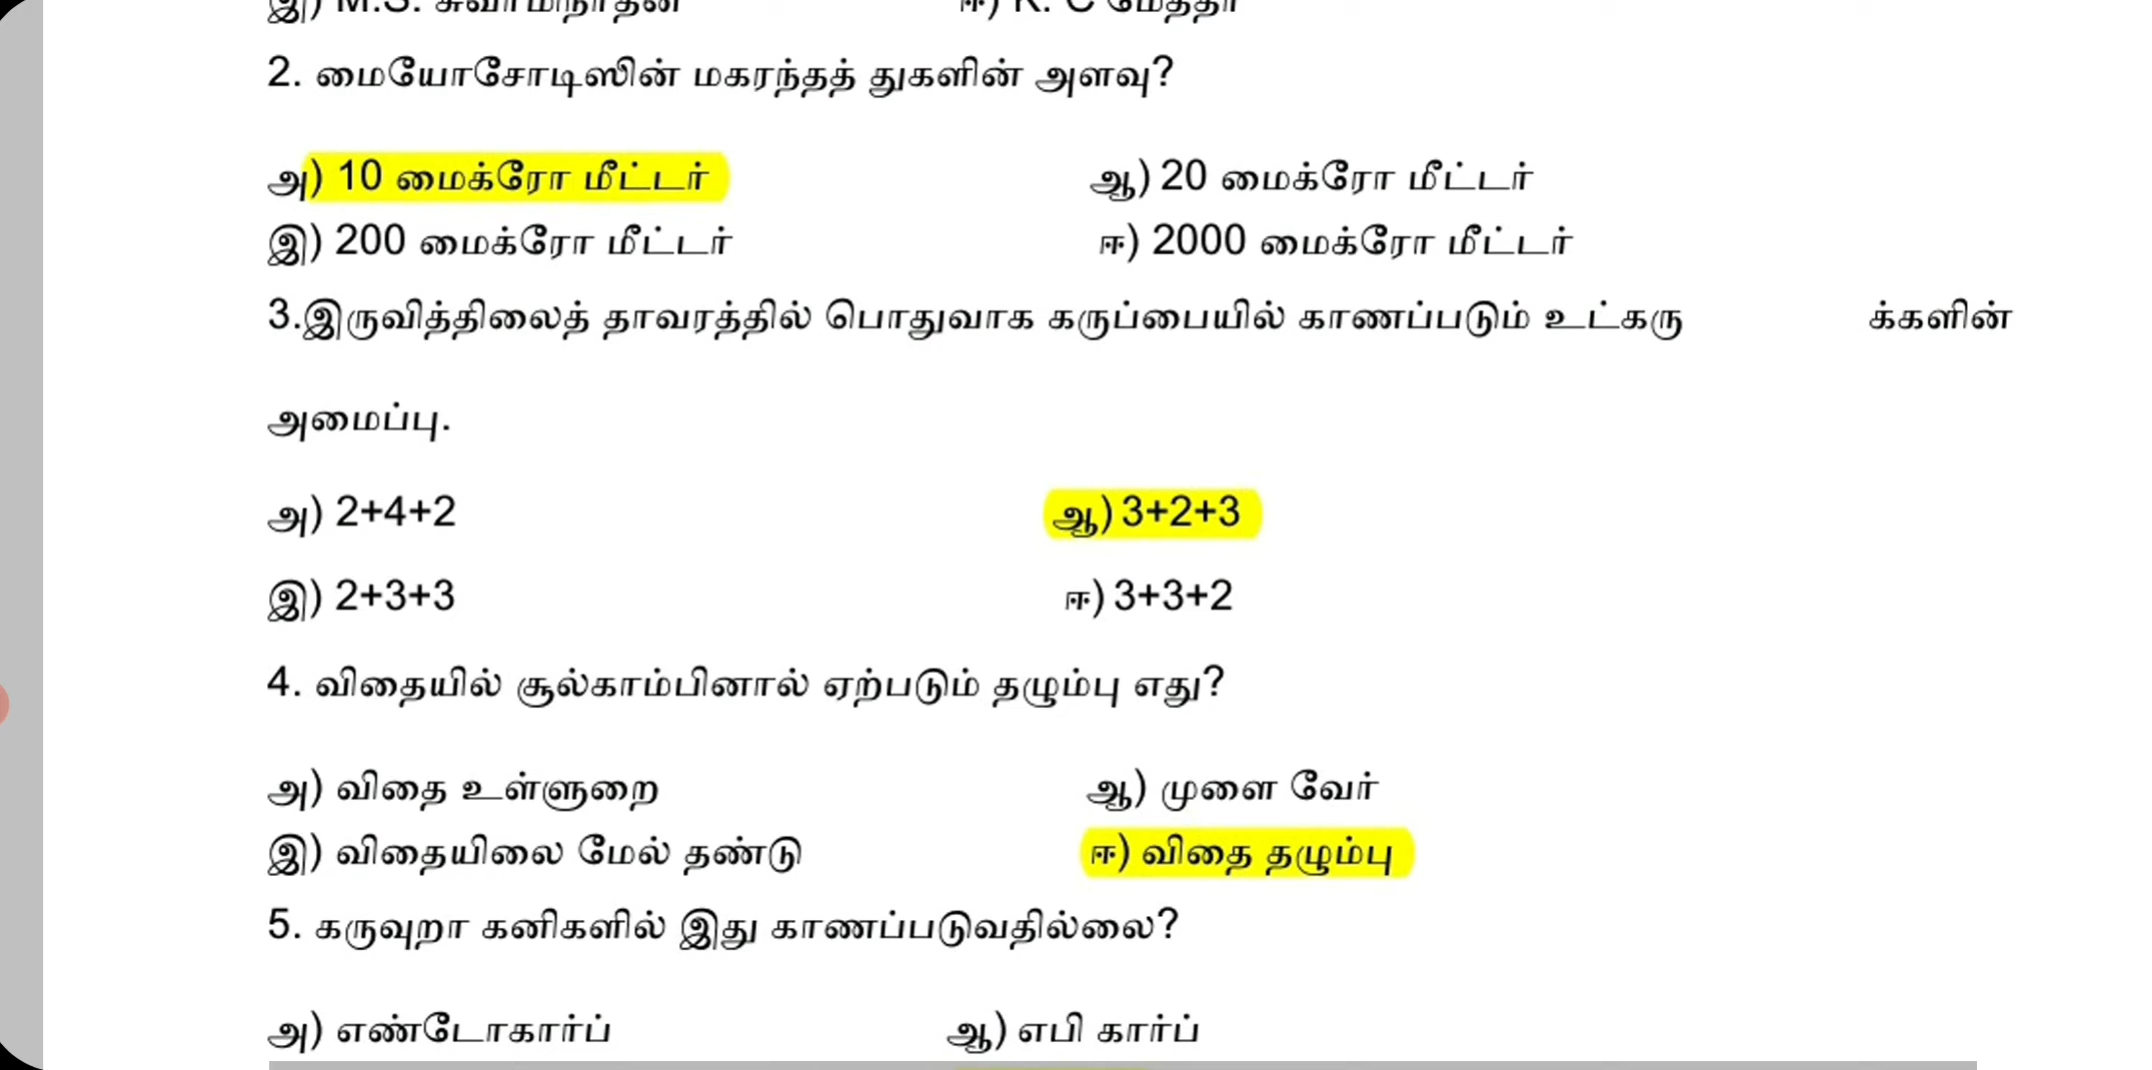 இ) M.S. சுவாமிநாதன் ஈ) R. C மேத்தா
2. மையோசோடிஸின் மகரந்தத் துகளின் அளவு?
அ) 10 மைக்ரோ மீட்டர் ஆ) 20 மைக்ரோ மீட்டர்
இ) 200 மைக்ரோ மீட்டர் ஈ) 2000 மைக்ரோ மீட்டர்
3.இருவித்திலைத் தாவரத்தில் பொதுவாக கருப்பையில் காணப்படும் உட்கரு க்களின்
அமைப்பு.
அ) 2+4+2 ஆ) 3+2+3
இ) 2+3+3 ஈ) 3+3+2
4. விதையில் சூல்காம்பினால் ஏற்படும் தழும்பு எது?
அ) விதை உள்ளுறை ஆ) முளை வேர்
இ) விதையிலை மேல் தண்டு ஈ) விதை தழும்பு
5. கருவுறா கனிகளில் இது காணப்படுவதில்லை?
அ) எண்டோகார்ப் ஆ) எபி கார்ப்